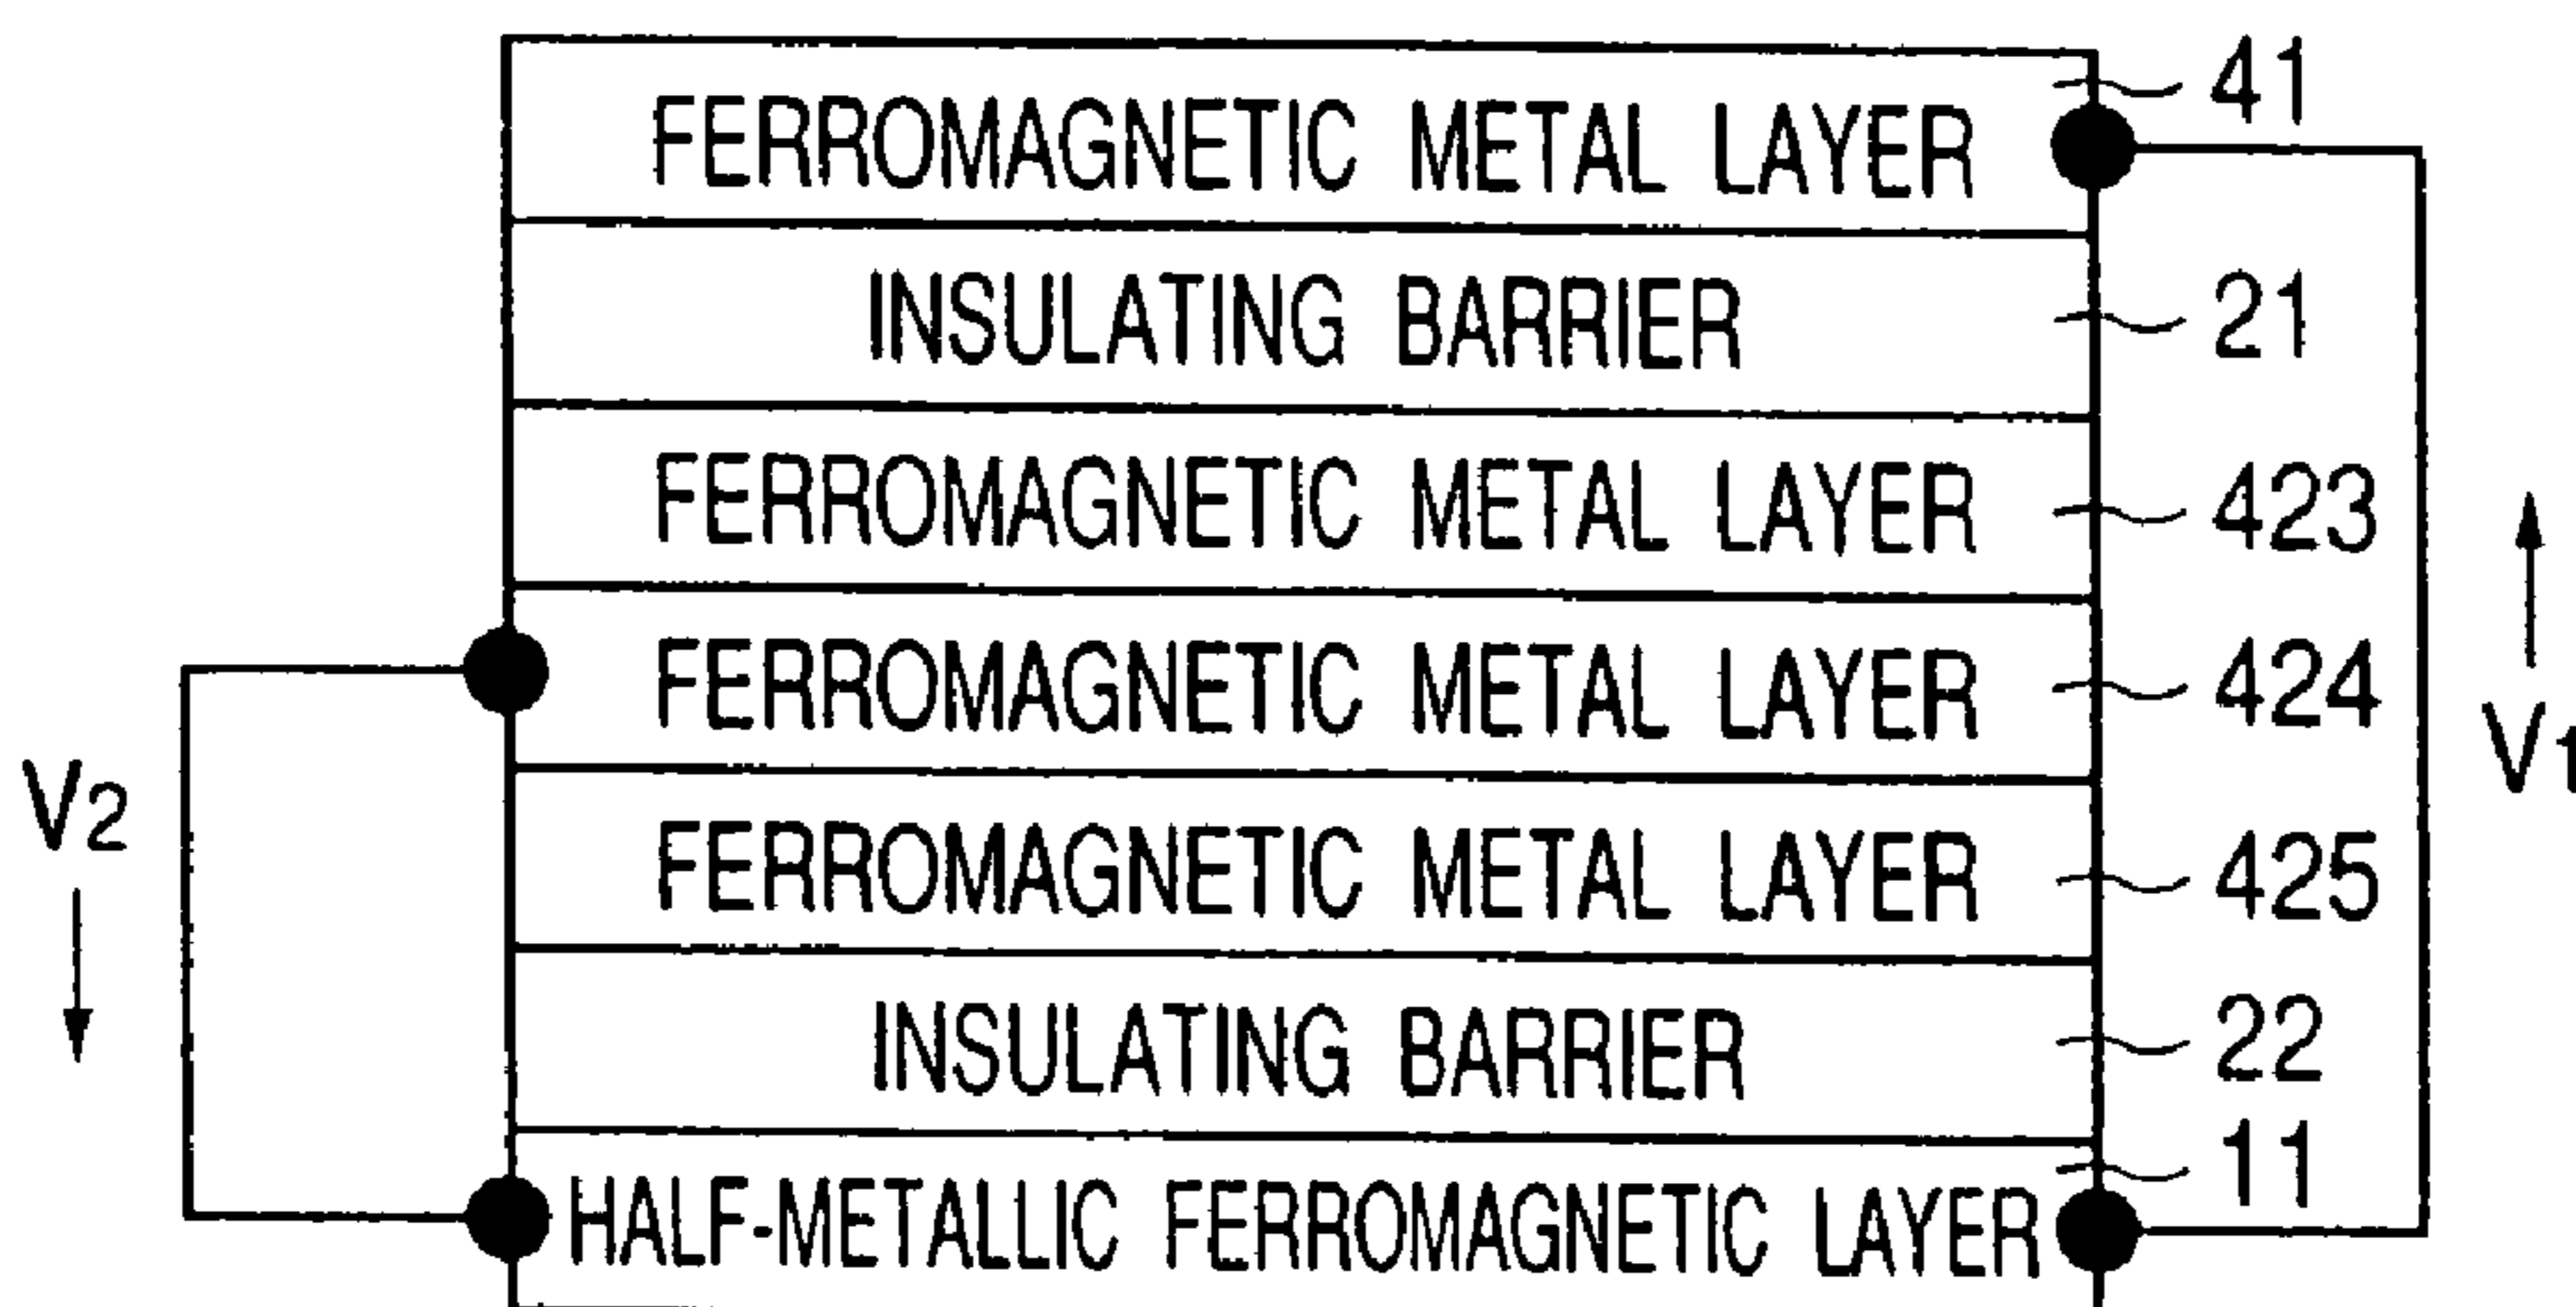 FERROMAGNETIC METAL LAYER 41
INSULATING BARRIER 21
FERROMAGNETIC METAL LAYER 423
FERROMAGNETIC METAL LAYER 424
V1
V2
FERROMAGNETIC METAL LAYER 425
INSULATING BARRIER 22
HALF-METALLIC FERROMAGNETIC LAYER 11